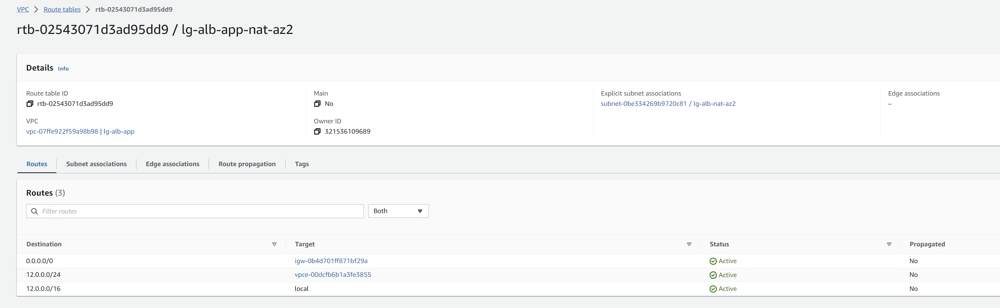 VPC > Route tables > rtb-02543071d3ad95dd9
rtb-02543071d3ad95dd9 / lg-alb-app-nat-az2
Details Info
Route table ID
rtb-02543071d3ad95dd9
Main
No
Explicit subnet associations
subnet-0be334269b9720c81 / lg-alb-nat-az2
Edge associations
–
VPC
vpc-07ffe922f59a98b98 | lg-alb-app
Owner ID
321536109689
Routes Subnet associations Edge associations Route propagation Tags
Routes (3)
Filter routes Both
Destination Target Status Propagated
0.0.0.0/0 igw-0b4d701ff871bf29a Active No
12.0.0.0/24 vpce-00dcfb6b1a3fe3855 Active No
12.0.0.0/16 local Active No